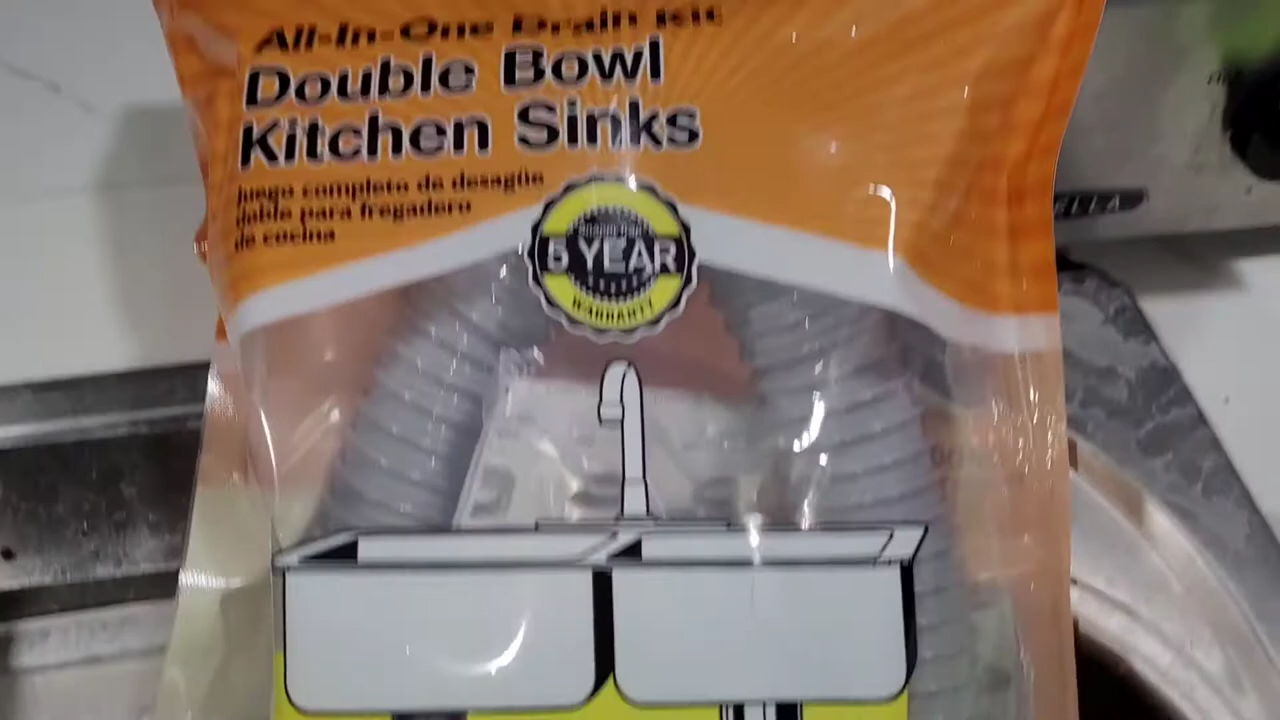 All-In-One Drain Kit
Double Bowl
Kitchen Sinks
Juego completo de desagüe
doble para fregadero
de cocina
5 YEAR
WARRANTY